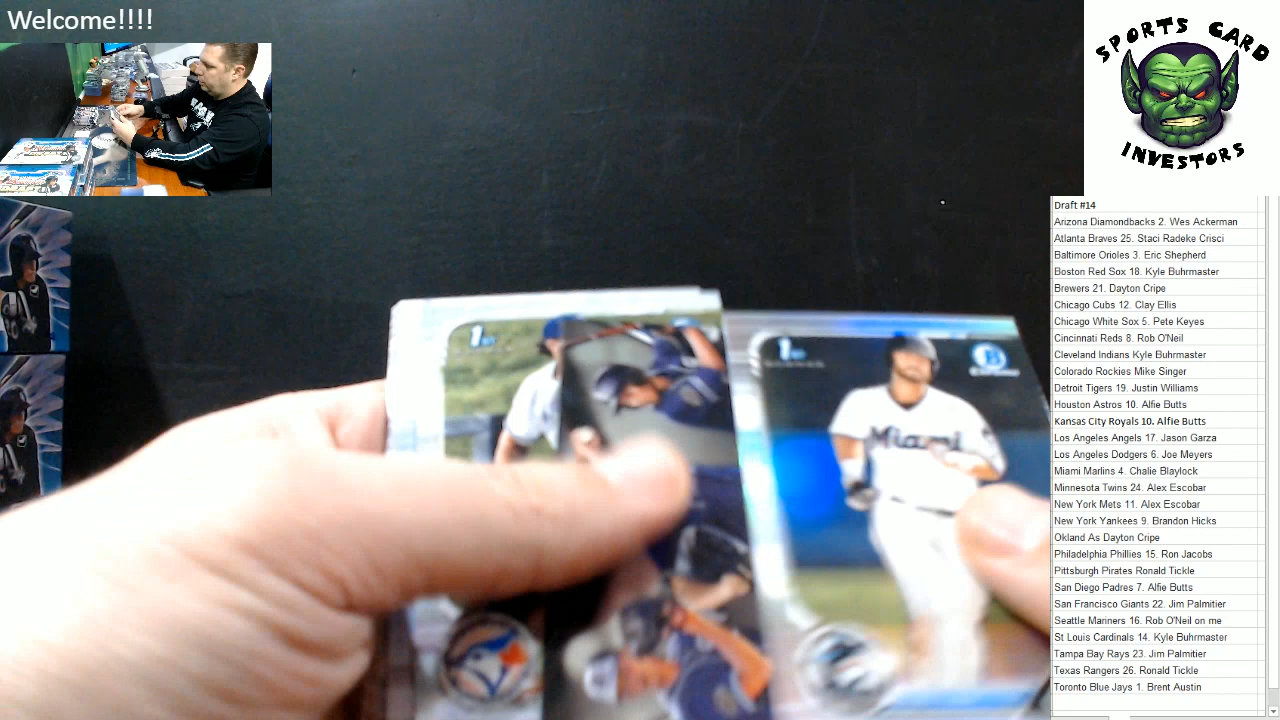 Welcome!!!!
SPORTS CARD
INVESTORS
Draft #14
Arizona Diamondbacks 2. Wes Ackerman
Atlanta Braves 25. Staci Radeke Crisci
Baltimore Orioles 3. Eric Shepherd
Boston Red Sox 18. Kyle Buhrmaster
Brewers 21. Dayton Cripe
Chicago Cubs 12. Clay Ellis
Chicago White Sox 5. Pete Keyes
Cincinnati Reds 8. Rob O'Neil
Cleveland Indians Kyle Buhrmaster
Colorado Rockies Mike Singer
Detroit Tigers 19. Justin Williams
Houston Astros 10. Alfie Butts
Kansas City Royals 10. Alfie Butts
Los Angeles Angels 17. Jason Garza
Los Angeles Dodgers 6. Joe Meyers
Miami Marlins 4. Chalie Blaylock
Minnesota Twins 24. Alex Escobar
New York Mets 11. Alex Escobar
New York Yankees 9. Brandon Hicks
Okland As Dayton Cripe
Philadelphia Phillies 15. Ron Jacobs
Pittsburgh Pirates Ronald Tickle
San Diego Padres 7. Alfie Butts
San Francisco Giants 22. Jim Palmitier
Seattle Mariners 16. Rob O'Neil on me
St Louis Cardinals 14. Kyle Buhrmaster
Tampa Bay Rays 23. Jim Palmitier
Texas Rangers 26. Ronald Tickle
Toronto Blue Jays 1. Brent Austin
1st
1st
B
Miami